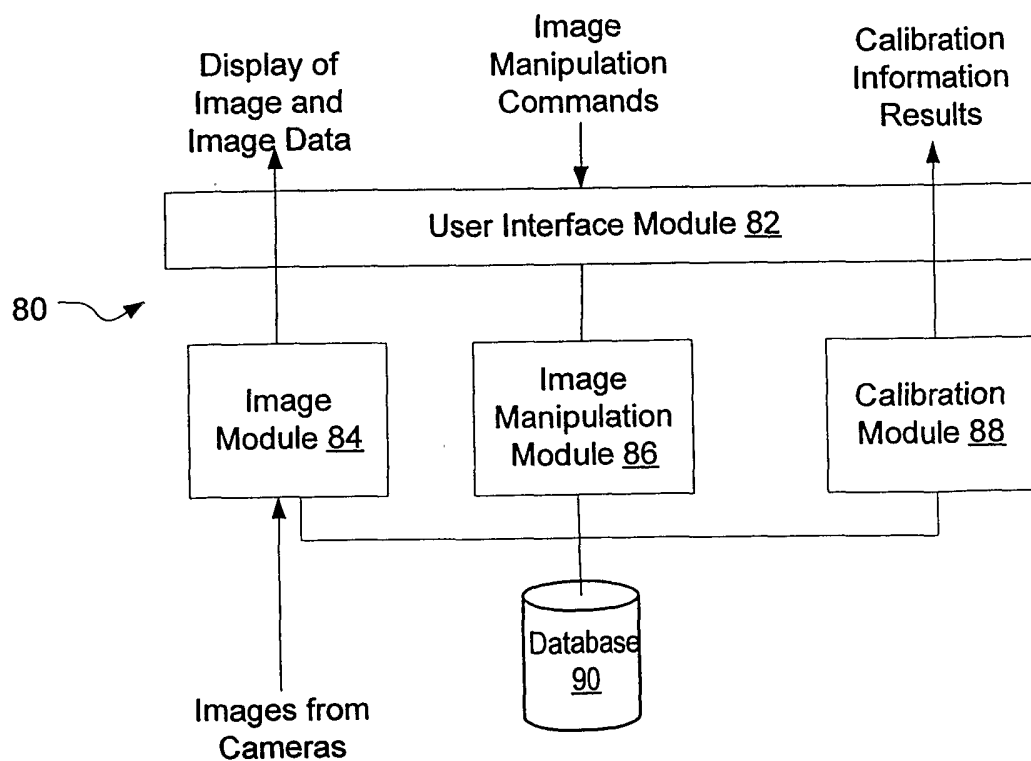 Display of
Image and
Image Data
Image
Manipulation
Commands
Calibration
Information
Results
User Interface Module 82
80
Image
Module 84
Image
Manipulation
Module 86
Calibration
Module 88
Database
90
Images from
Cameras